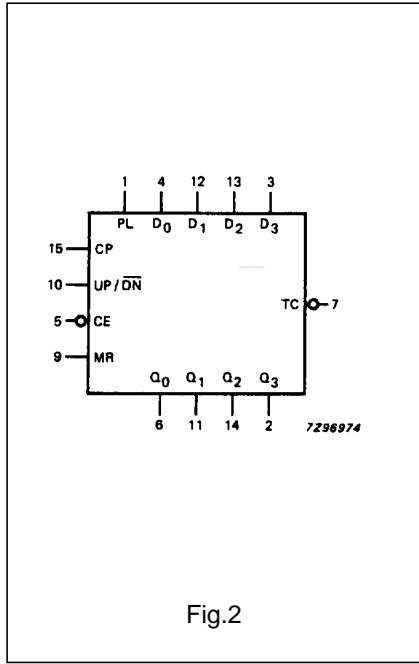 1 4 12 13 3
PL D₀ D₁ D₂ D₃
15 CP
10 UP/D̅N̅
TC 7
5 CE
9 MR
Q₀ Q₁ Q₂ Q₃
6 11 14 2
7Z96974
Fig.2